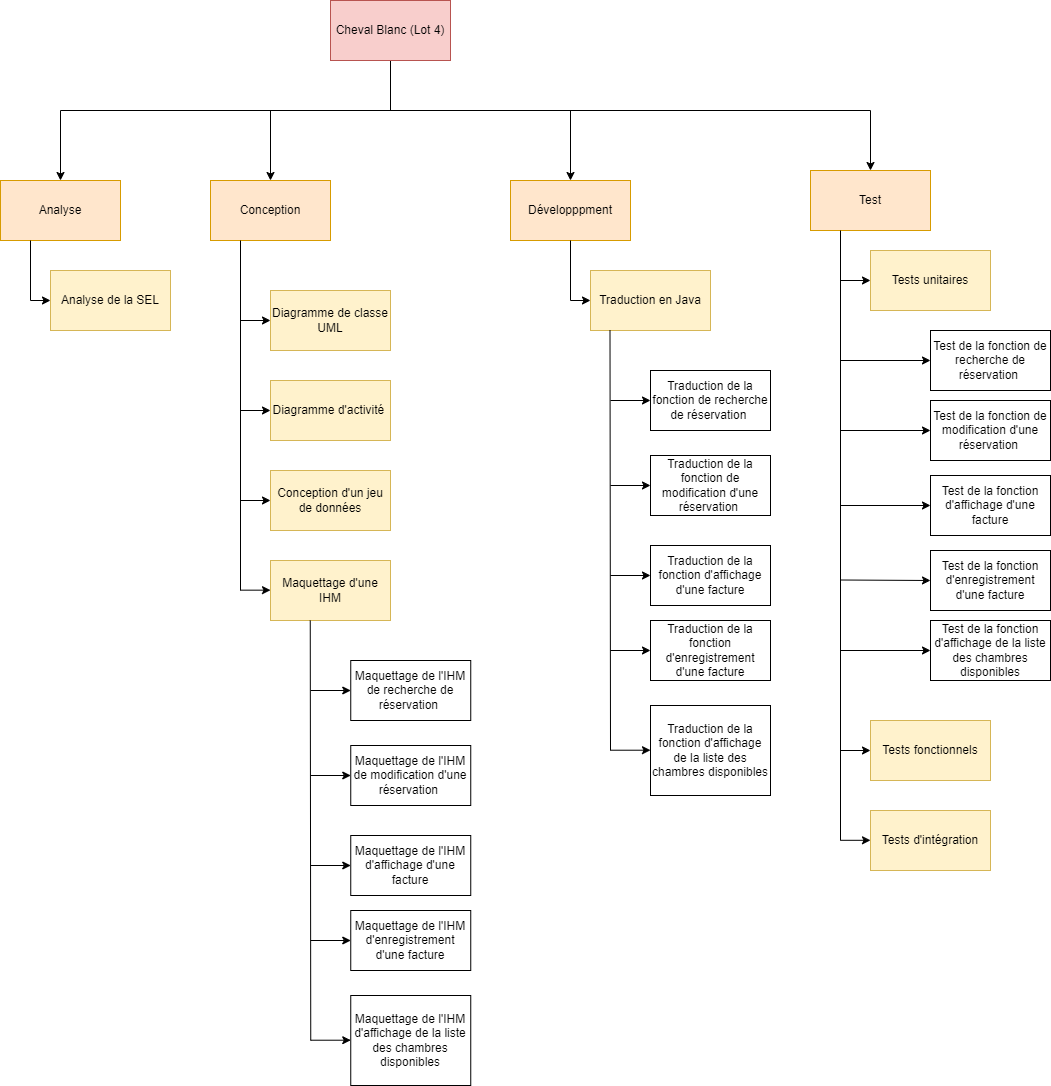 Cheval Blanc (Lot 4)
Analyse
Analyse de la SEL
Conception
Diagramme de classe
UML
Diagramme d'activité
Conception d'un jeu
de données
Maquettage d'une
IHM
Maquettage de l'IHM
de recherche de
réservation
Maquettage de l'IHM
de modification d'une
réservation
Maquettage de l'IHM
d'affichage d'une
facture
Maquettage de l'IHM
d'enregistrement
d'une facture
Maquettage de l'IHM
d'affichage de la liste
des chambres
disponibles
Développpment
Traduction en Java
Traduction de la
fonction de recherche
de réservation
Traduction de la
fonction de
modification d'une
réservation
Traduction de la
fonction d'affichage
d'une facture
Traduction de la
fonction
d'enregistrement
d'une facture
Traduction de la
fonction d'affichage
de la liste des
chambres disponibles
Test
Tests unitaires
Test de la fonction de
recherche de
réservation
Test de la fonction de
modification d'une
réservation
Test de la fonction
d'affichage d'une
facture
Test de la fonction
d'enregistrement
d'une facture
Test de la fonction
d'affichage de la liste
des chambres
disponibles
Tests fonctionnels
Tests d'intégration